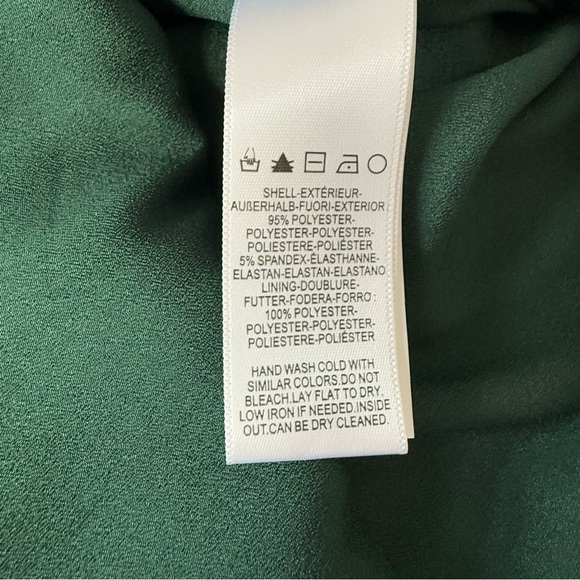 SHELL-EXTÉRIEUR-
AUßERHALB-FUORI-EXTERIOR
95% POLYESTER-
POLYESTER-POLYESTER-
POLIESTERE-POLIÉSTER
5% SPANDEX-ÉLASTHANNE-
ELASTAN-ELASTAN-ELASTANO
LINING-DOUBLURE-
FUTTER-FODERA-FORRO:
100% POLYESTER-
POLYESTER-POLYESTER-
POLIESTERE-POLIÉSTER
HAND WASH COLD WITH
SIMILAR COLORS.DO NOT
BLEACH.LAY FLAT TO DRY.
LOW IRON IF NEEDED.INSIDE
OUT.CAN BE DRY CLEANED.